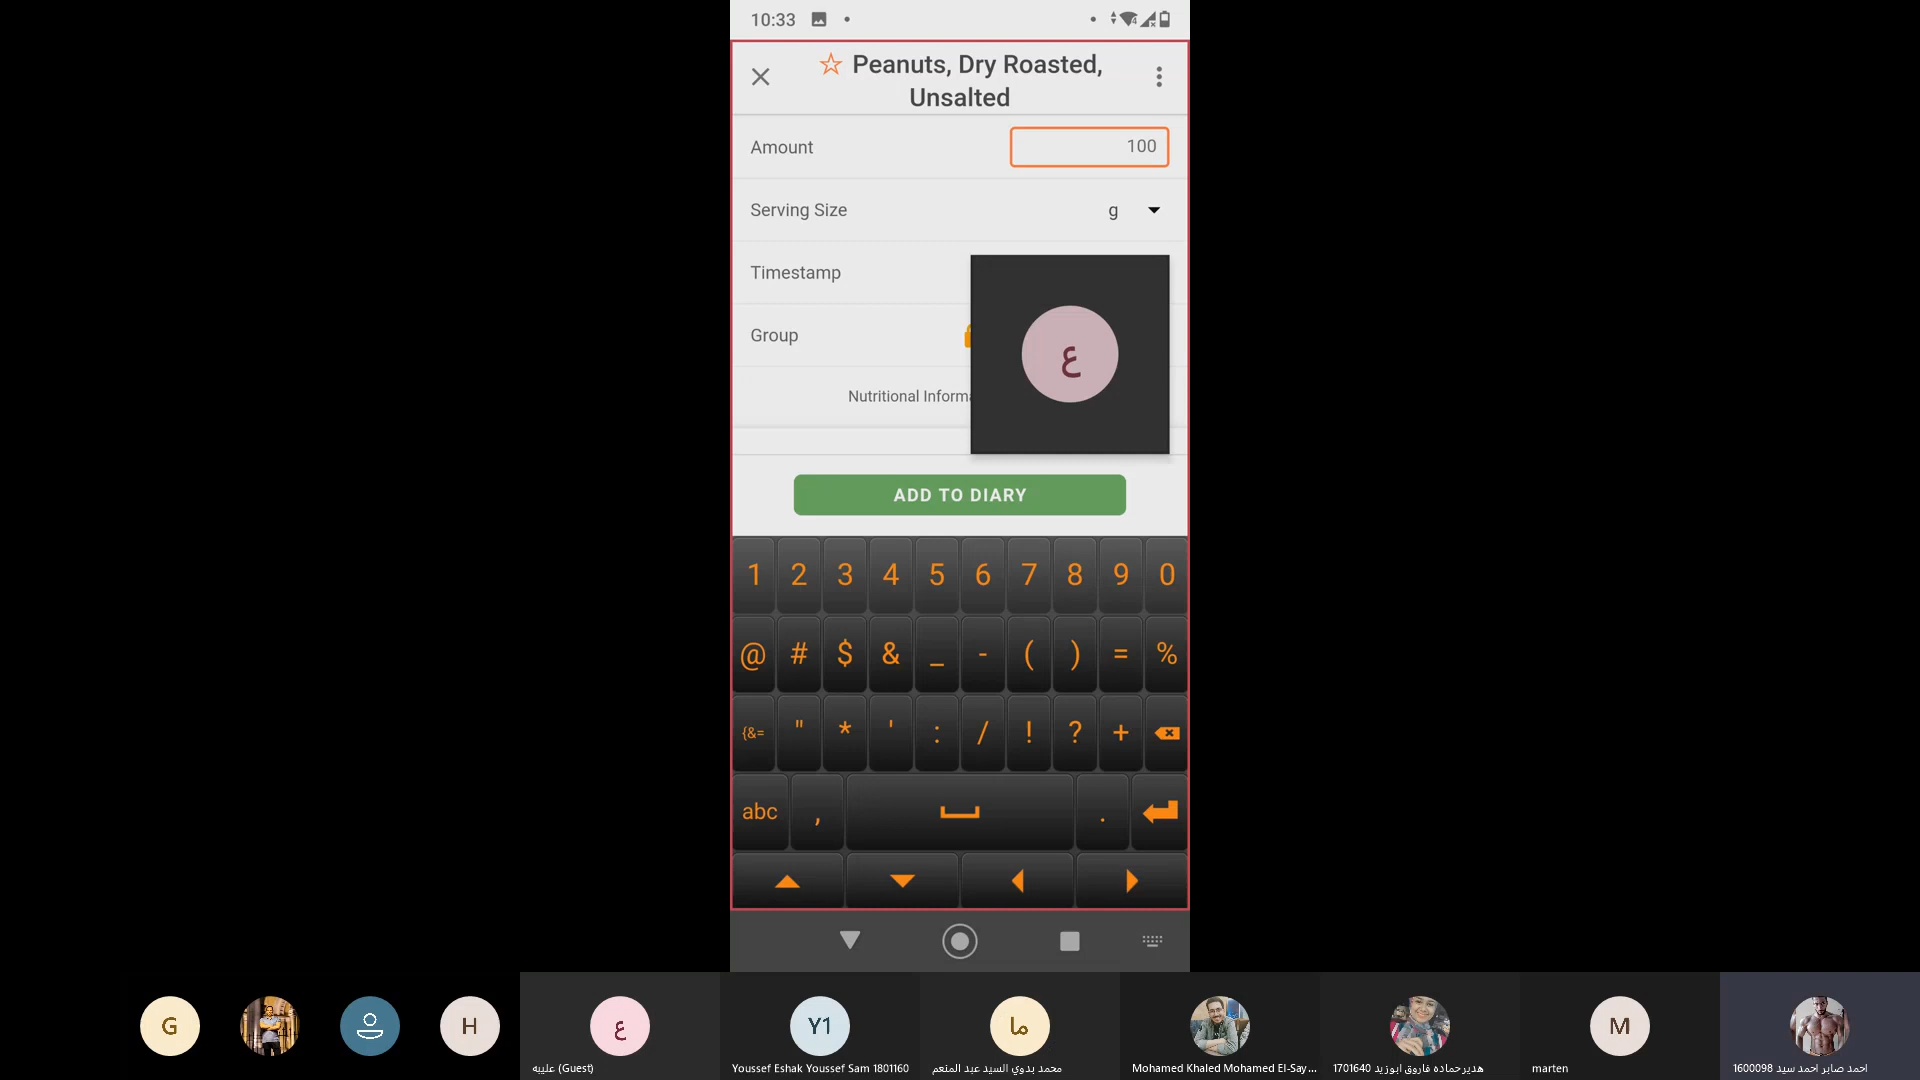 10:33
Peanuts, Dry Roasted,
Unsalted
Amount
100
Serving Size
g
Timestamp
Group
ع
Nutritional Informa
ADD TO DIARY
1 2 3 4 5 6 7 8 9 0
@ # $ & _ - ( ) = %
{&= " * ' : / ! ? +
abc , .
G
H
ع
Y1
ما
M
عليبه (Guest)
Youssef Eshak Youssef Sam 1801160
محمد بدوي السيد عبد المنعم
Mohamed Khaled Mohamed El-Say...
هديرحماده فاروق ابوزيد 1701640
marten
احمد صابر احمد سيد 1600098